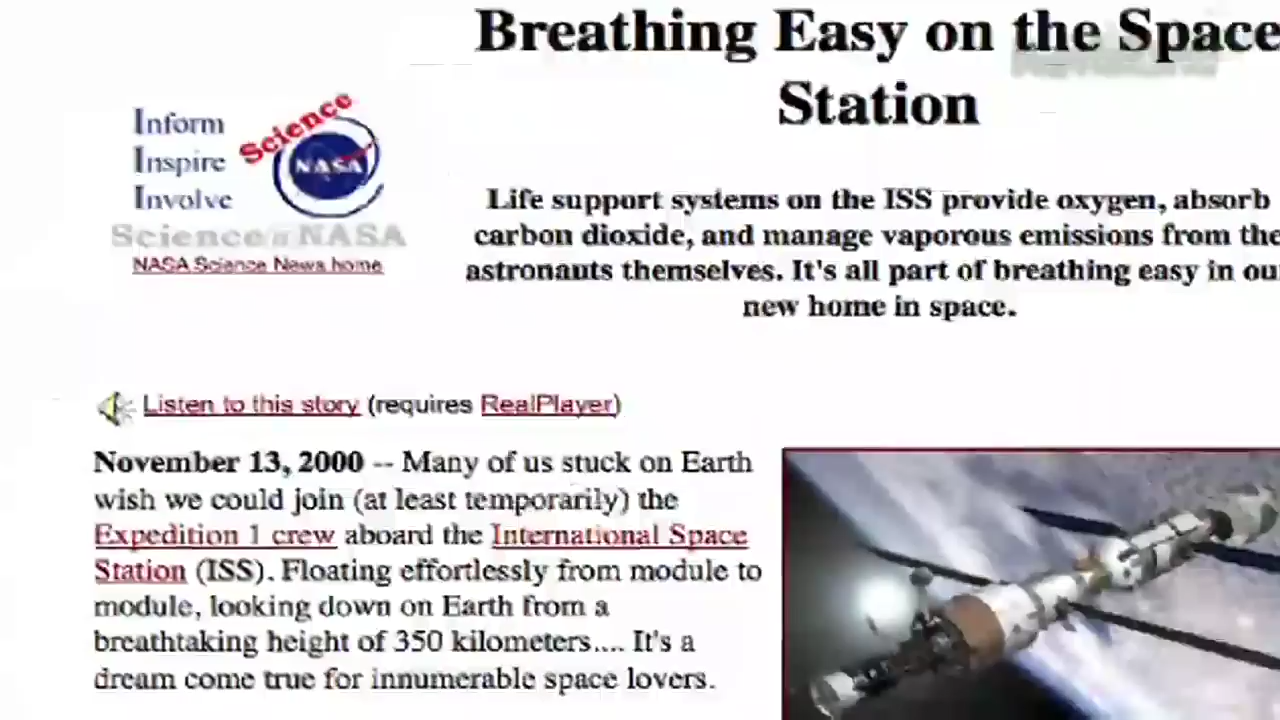 Breathing Easy on the Space
Station
Inform
Inspire
Involve
Science
NASA
Science@NASA
NASA Science News home
Life support systems on the ISS provide oxygen, absorb
carbon dioxide, and manage vaporous emissions from the
astronauts themselves. It's all part of breathing easy in ou
new home in space.
Listen to this story (requires RealPlayer)
November 13, 2000 -- Many of us stuck on Earth
wish we could join (at least temporarily) the
Expedition 1 crew aboard the International Space
Station (ISS). Floating effortlessly from module to
module, looking down on Earth from a
breathtaking height of 350 kilometers.... It's a
dream come true for innumerable space lovers.